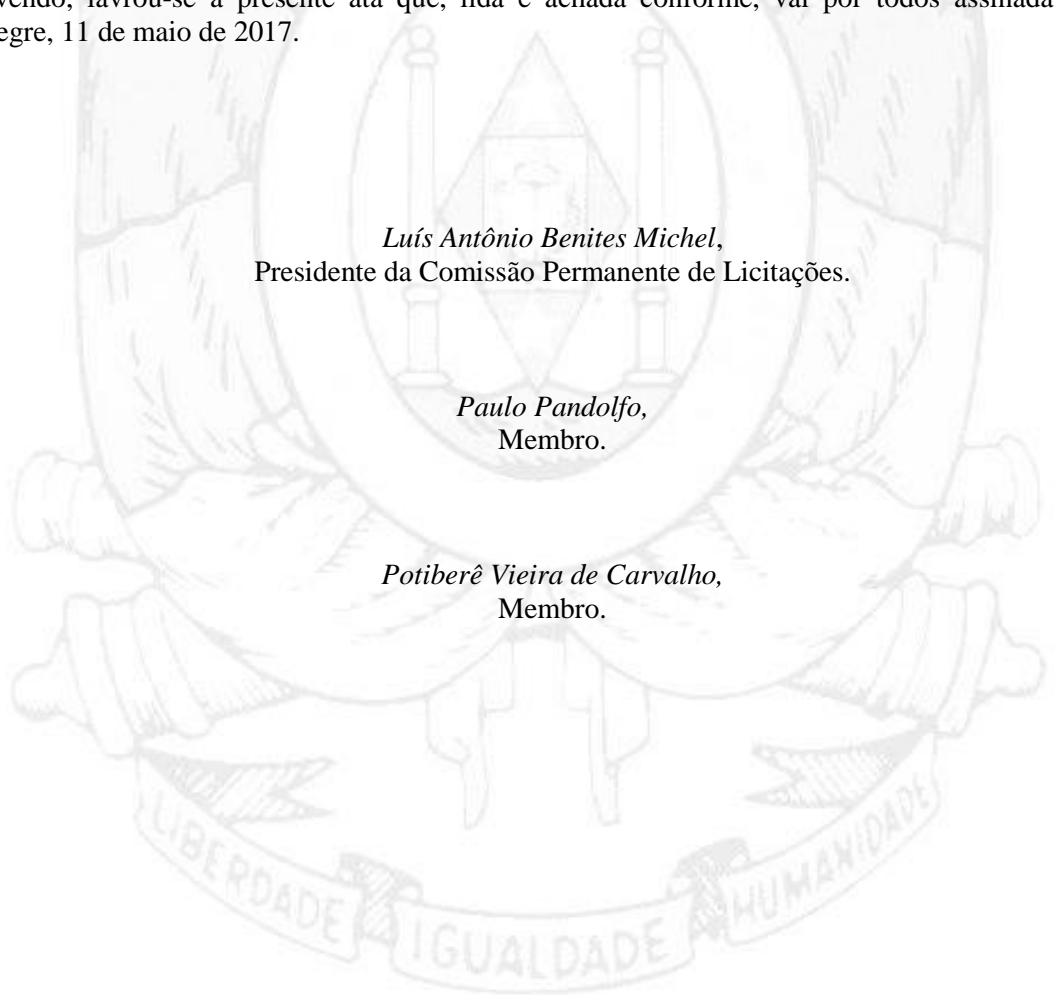 lavrou-se a presente ata que, lida e achada conforme, vai por todos assinada
egre, 11 de maio de 2017.
Luís Antônio Benites Michel,
Presidente da Comissão Permanente de Licitações.
Paulo Pandolfo,
Membro.
Potiberê Vieira de Carvalho,
Membro.
LIBERDADE IGUALDADE HUMANIDADE